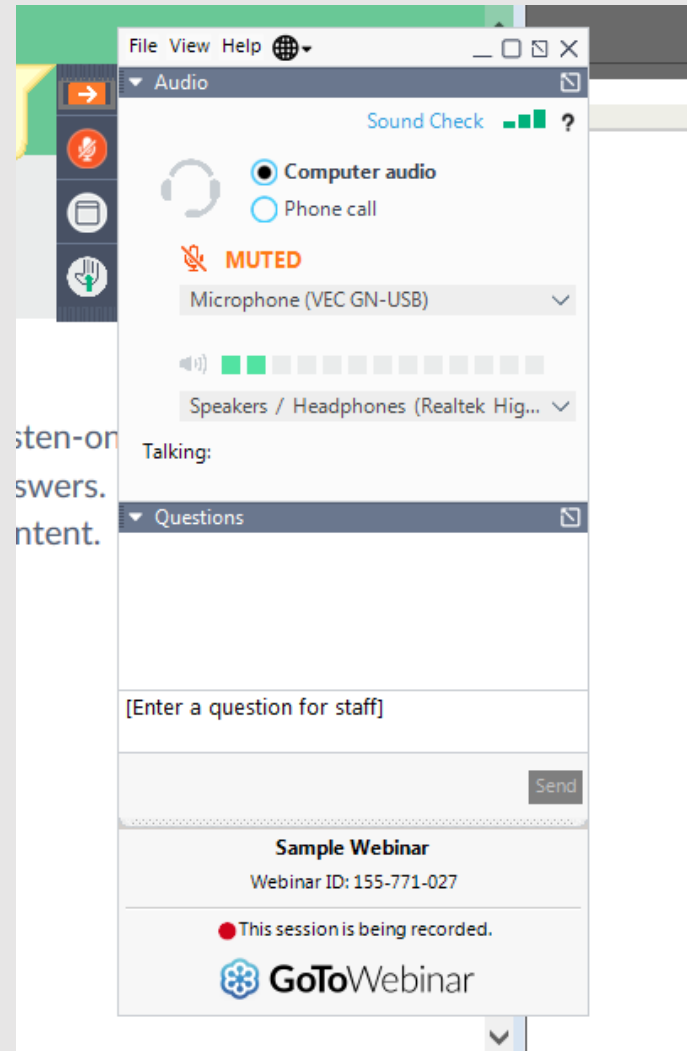 File View Help
Audio
Sound Check ?
Computer audio
Phone call
MUTED
Microphone (VEC GN-USB)
Speakers / Headphones (Realtek Hig...
sten-on
Talking:
swers.
Questions
ntent.
[Enter a question for staff]
Send
Sample Webinar
Webinar ID: 155-771-027
This session is being recorded.
GoToWebinar